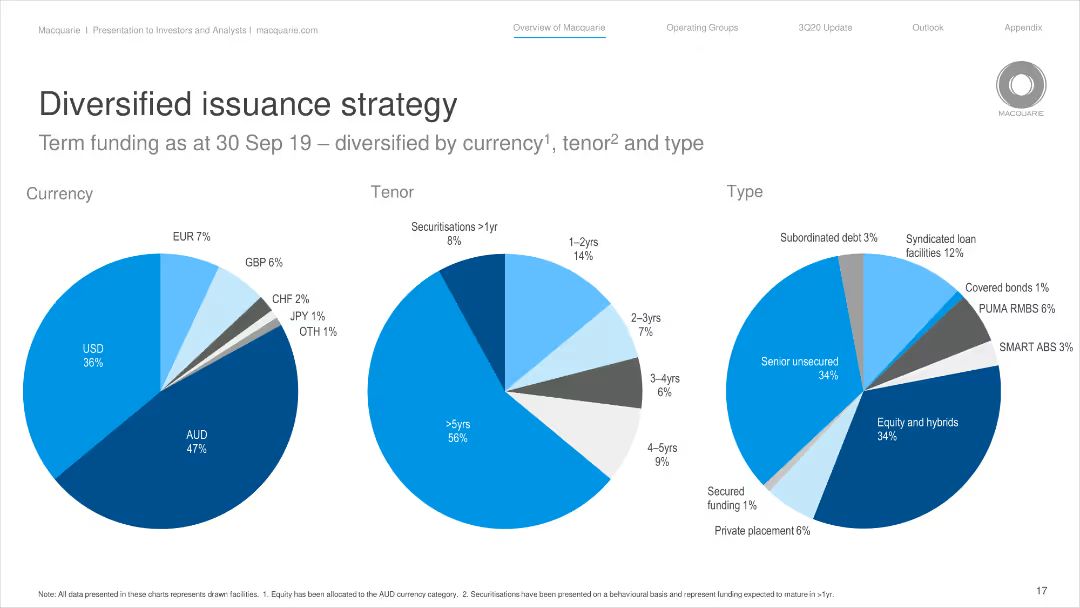 Macquarie | Presentation to Investors and Analysts | macquarie.com
Overview of Macquarie
Operating Groups
3Q20 Update
Outlook
Appendix
MACQUARIE
Diversified issuance strategy
Term funding as at 30 Sep 19 – diversified by currency¹, tenor² and type
Currency
EUR 7%
GBP 6%
CHF 2%
JPY 1%
OTH 1%
USD
36%
AUD
47%
Tenor
Securitisations >1yr
8%
1–2yrs
14%
2–3yrs
7%
3–4yrs
6%
4–5yrs
9%
>5yrs
56%
Type
Subordinated debt 3%
Syndicated loan
facilities 12%
Covered bonds 1%
PUMA RMBS 6%
SMART ABS 3%
Senior unsecured
34%
Equity and hybrids
34%
Secured
funding 1%
Private placement 6%
Note: All data presented in these charts represents drawn facilities. 1. Equity has been allocated to the AUD currency category. 2. Securitisations have been presented on a behavioural basis and represent funding expected to mature in >1yr.
17